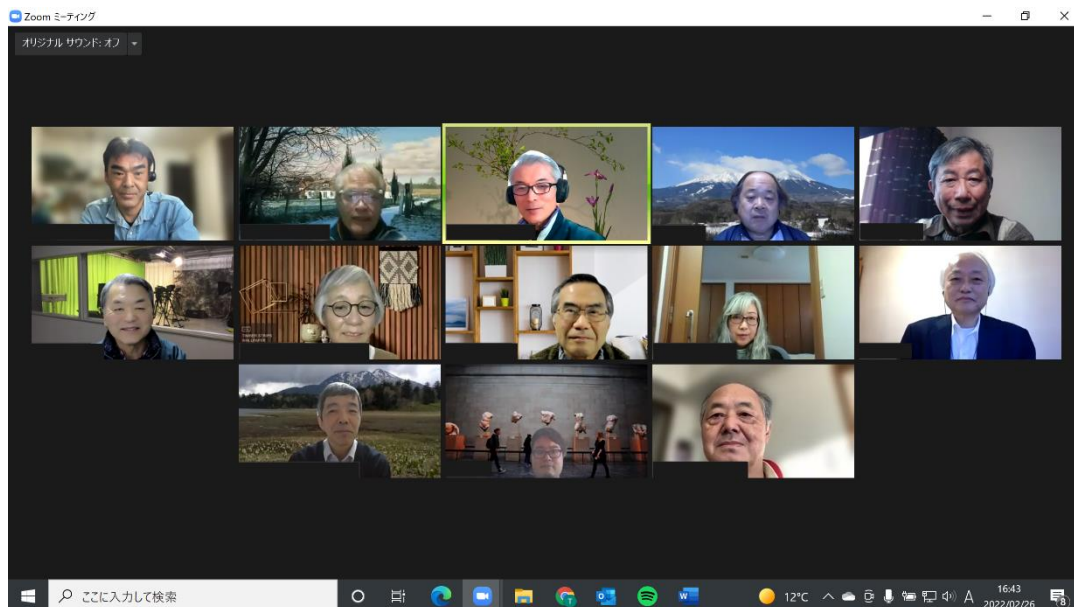 Zoom ミーティング
オリジナル サウンド: オフ
ここに入力して検索
12°C
A
16:43
2022/02/26
8